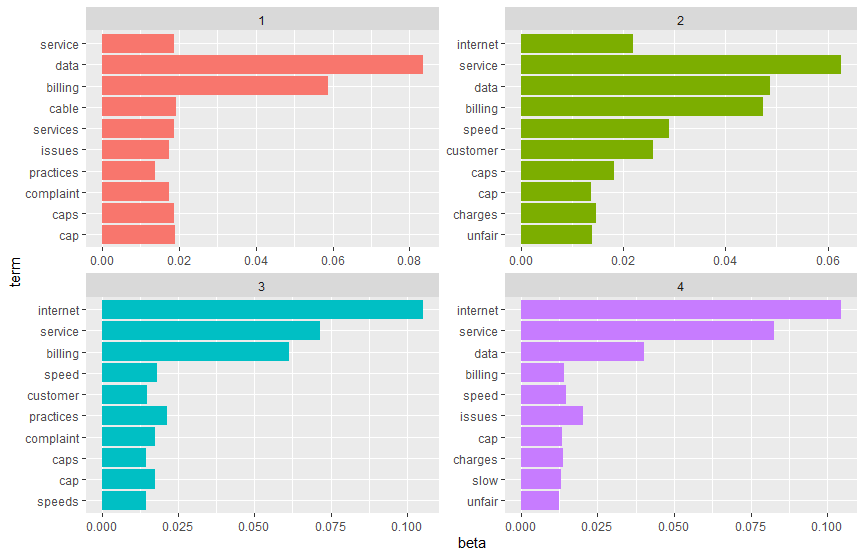 1
service
data
billing
cable
services
issues
practices
complaint
caps
cap
0.00 0.02 0.04 0.06 0.08
2
internet
service
data
billing
speed
customer
caps
cap
charges
unfair
0.00 0.02 0.04 0.06
term
3
internet
service
billing
speed
customer
practices
complaint
caps
cap
speeds
0.000 0.025 0.050 0.075 0.100
4
internet
service
data
billing
speed
issues
cap
charges
slow
unfair
0.000 0.025 0.050 0.075 0.100
beta